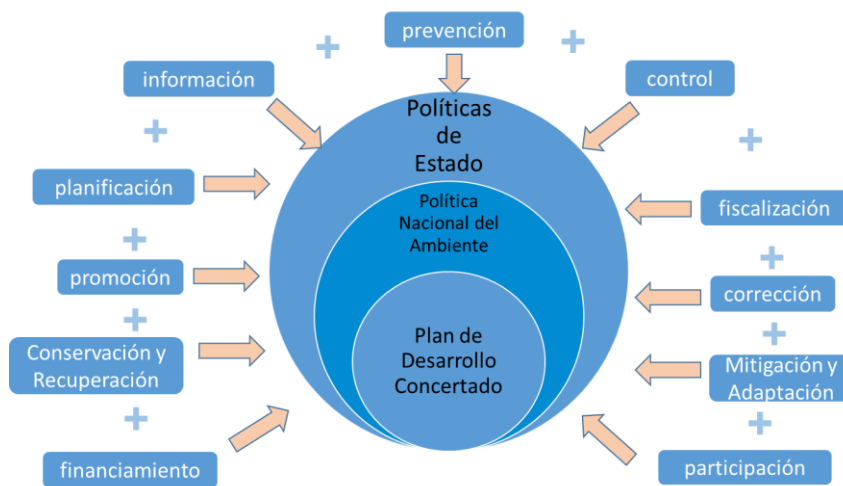 prevención
información
control
Políticas
de
Estado
planificación
Política
Nacional del
Ambiente
fiscalización
promoción
corrección
Conservación y
Recuperación
Plan de
Desarrollo
Concertado
Mitigación y
Adaptación
financiamiento
participación